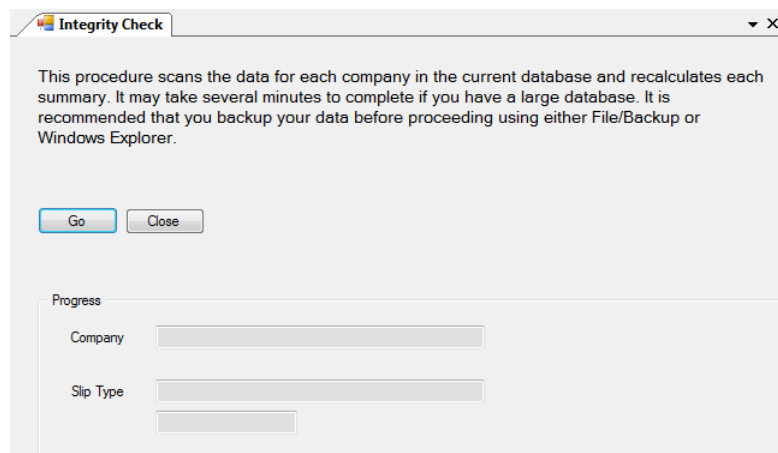 Integrity Check
This procedure scans the data for each company in the current database and recalculates each
summary. It may take several minutes to complete if you have a large database. It is
recommended that you backup your data before proceeding using either File/Backup or
Windows Explorer.
Go Close
Progress
Company
Slip Type